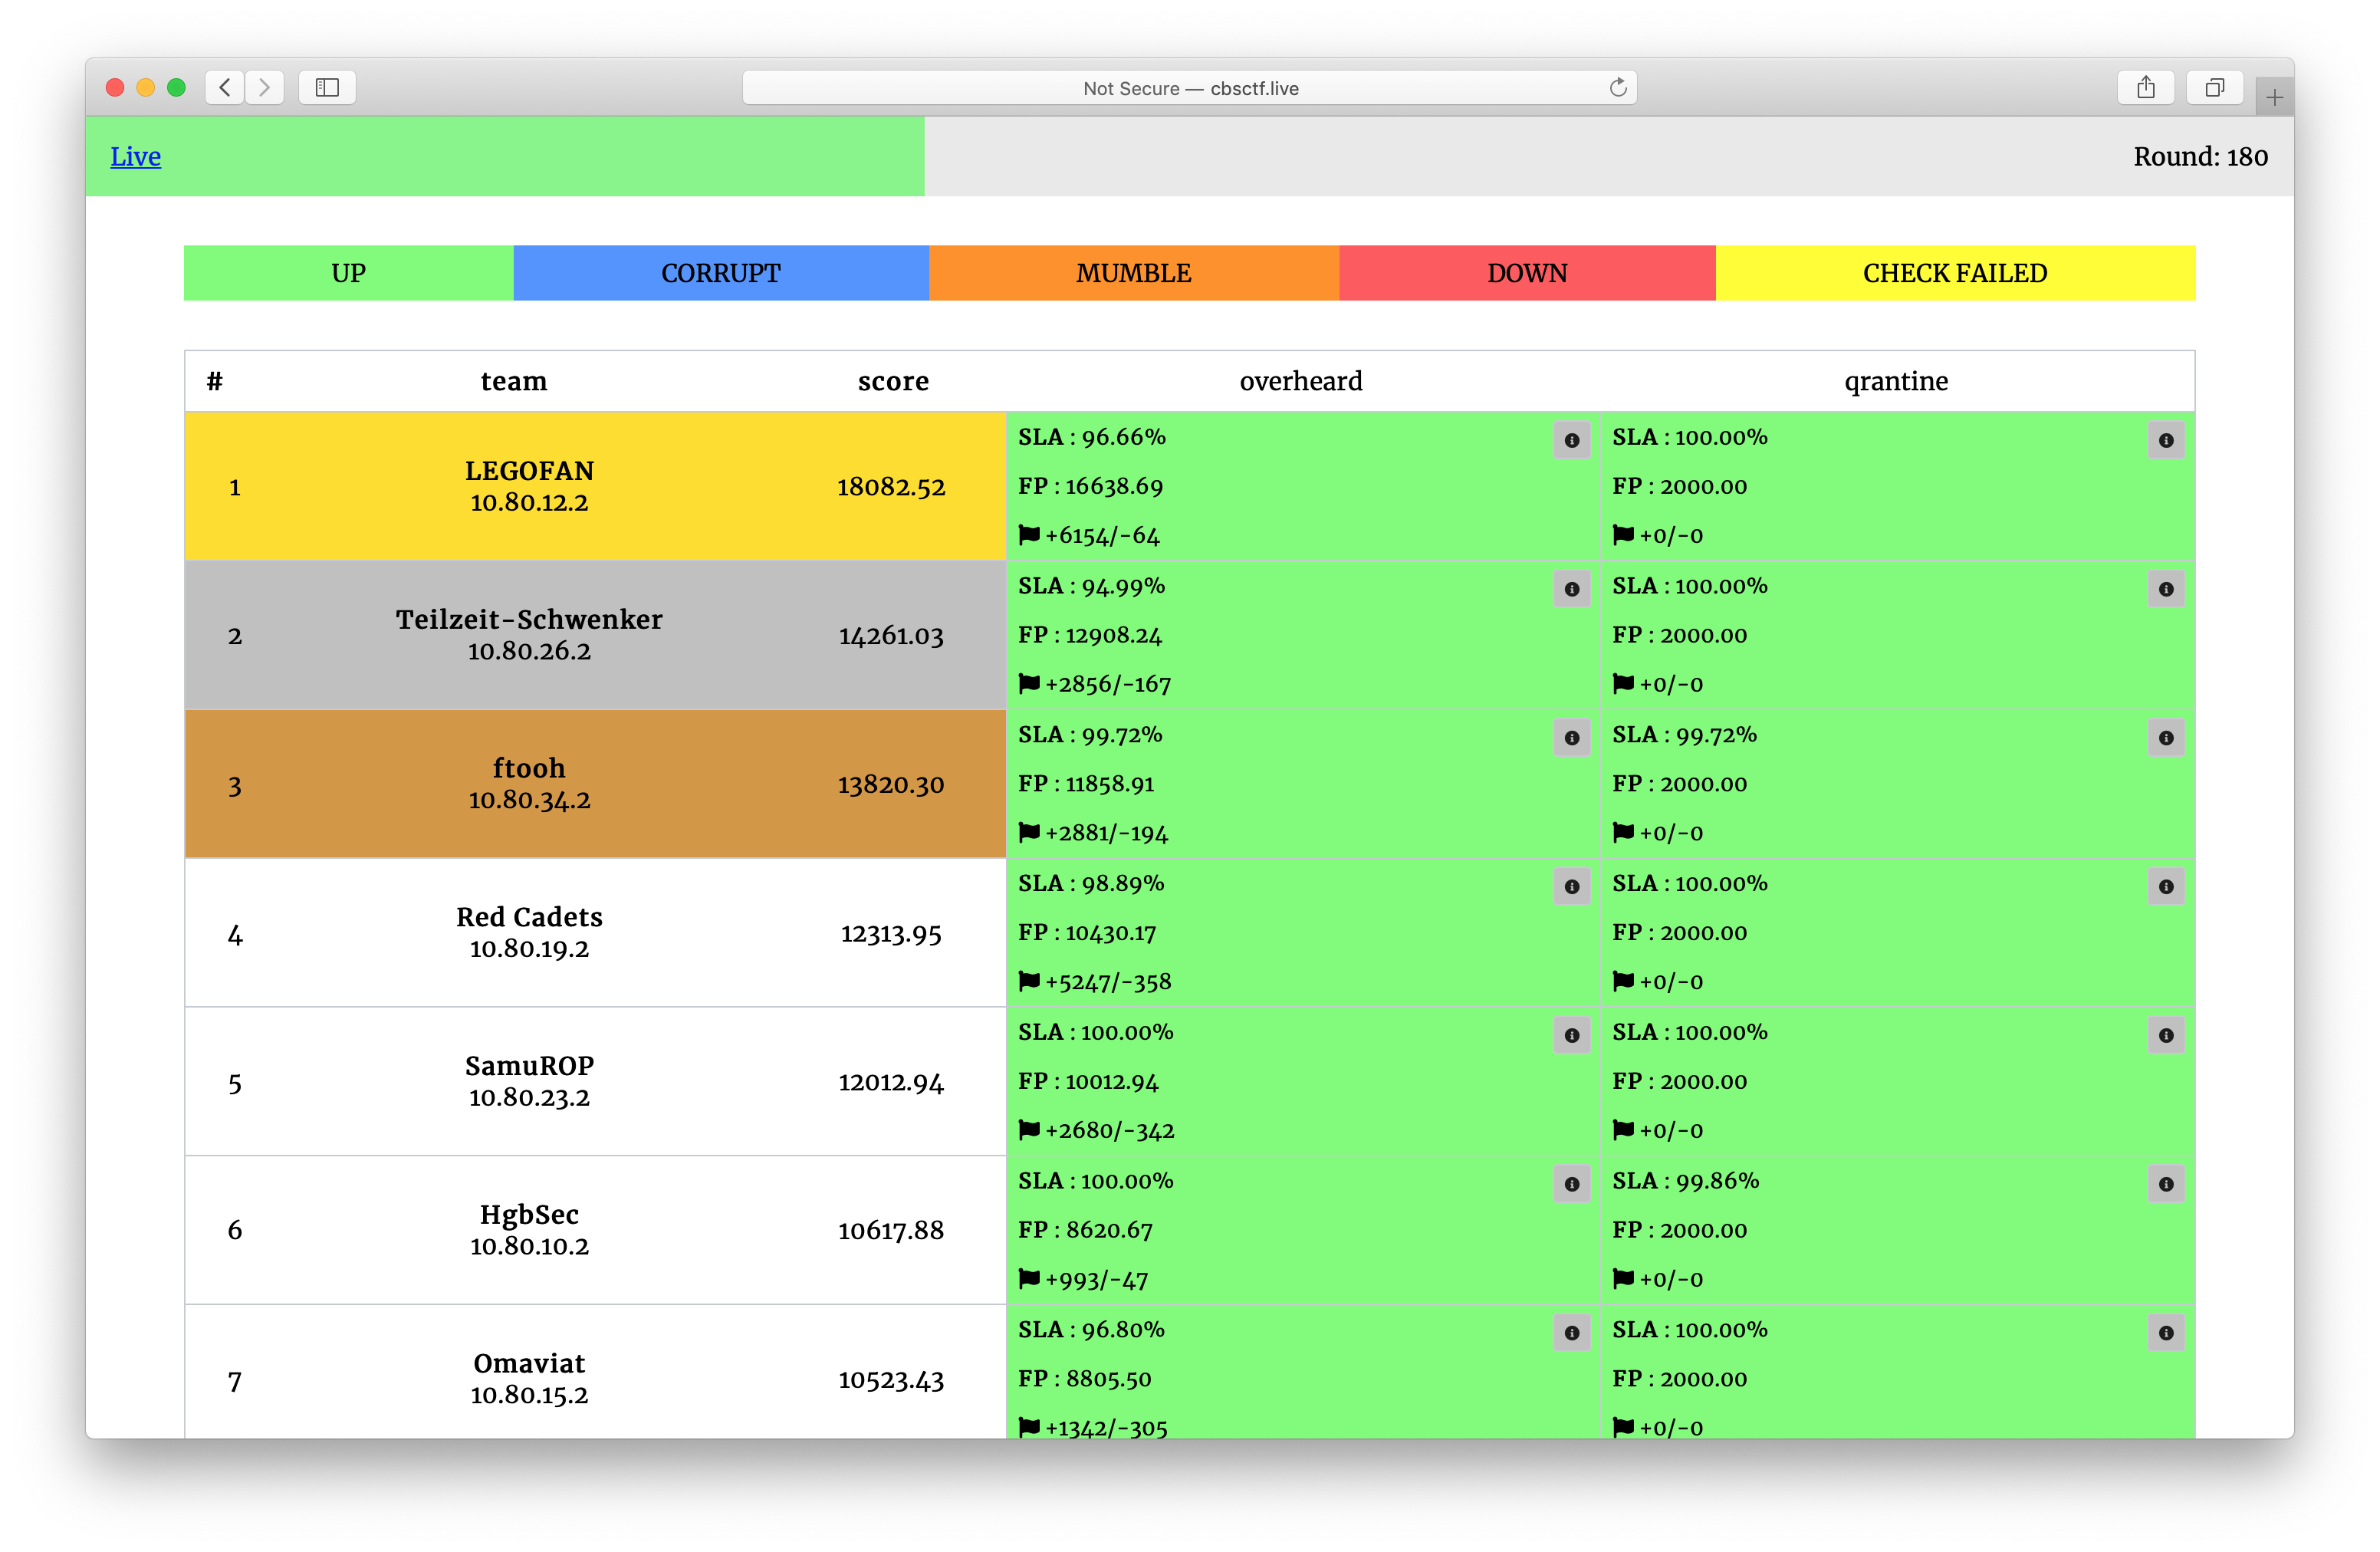 Not Secure — cbsctf.live
Live
Round: 180
UP CORRUPT MUMBLE DOWN CHECK FAILED
# team score overheard qrantine
1 LEGOFAN 10.80.12.2 18082.52
SLA : 96.66%
FP : 16638.69
+6154/-64
SLA : 100.00%
FP : 2000.00
+0/-0
2 Teilzeit-Schwenker 10.80.26.2 14261.03
SLA : 94.99%
FP : 12908.24
+2856/-167
SLA : 100.00%
FP : 2000.00
+0/-0
3 ftooh 10.80.34.2 13820.30
SLA : 99.72%
FP : 11858.91
+2881/-194
SLA : 99.72%
FP : 2000.00
+0/-0
4 Red Cadets 10.80.19.2 12313.95
SLA : 98.89%
FP : 10430.17
+5247/-358
SLA : 100.00%
FP : 2000.00
+0/-0
5 SamuROP 10.80.23.2 12012.94
SLA : 100.00%
FP : 10012.94
+2680/-342
SLA : 100.00%
FP : 2000.00
+0/-0
6 HgbSec 10.80.10.2 10617.88
SLA : 100.00%
FP : 8620.67
+993/-47
SLA : 99.86%
FP : 2000.00
+0/-0
7 Omaviat 10.80.15.2 10523.43
SLA : 96.80%
FP : 8805.50
+1342/-305
SLA : 100.00%
FP : 2000.00
+0/-0